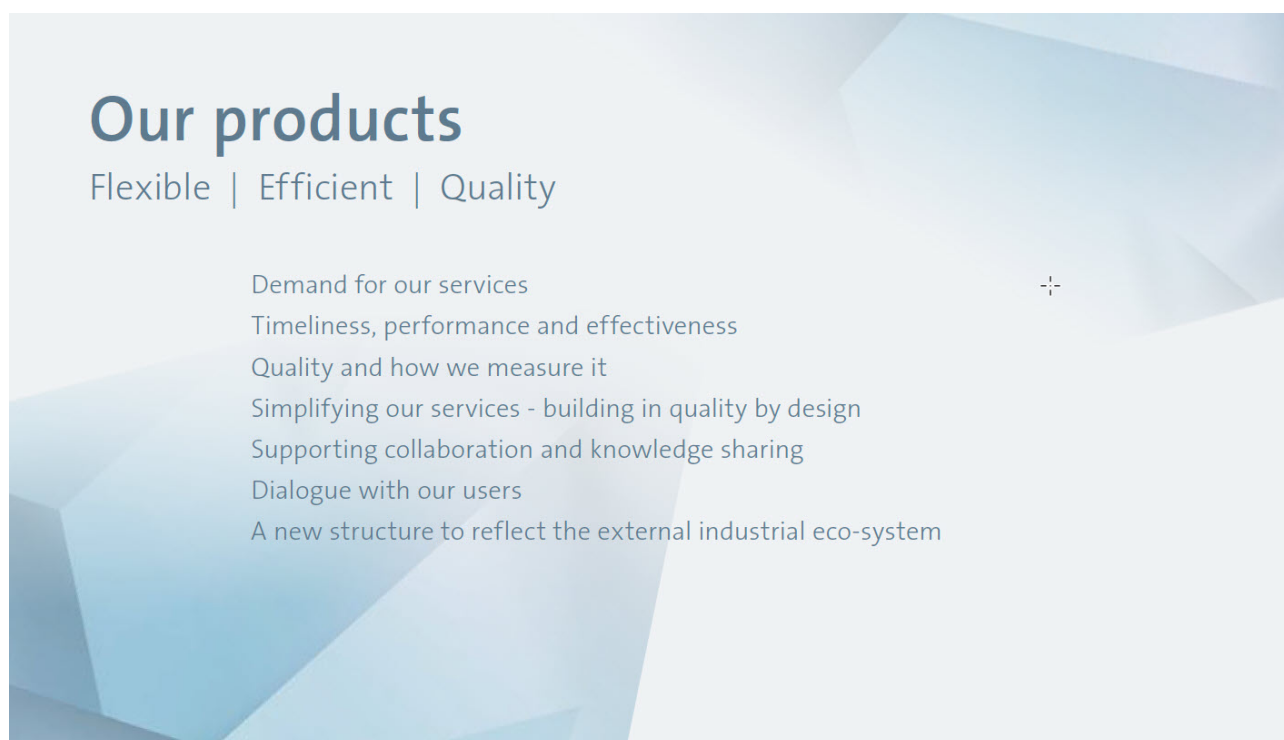 Our products
Flexible | Efficient | Quality
Demand for our services
Timeliness, performance and effectiveness
Quality and how we measure it
Simplifying our services - building in quality by design
Supporting collaboration and knowledge sharing
Dialogue with our users
A new structure to reflect the external industrial eco-system